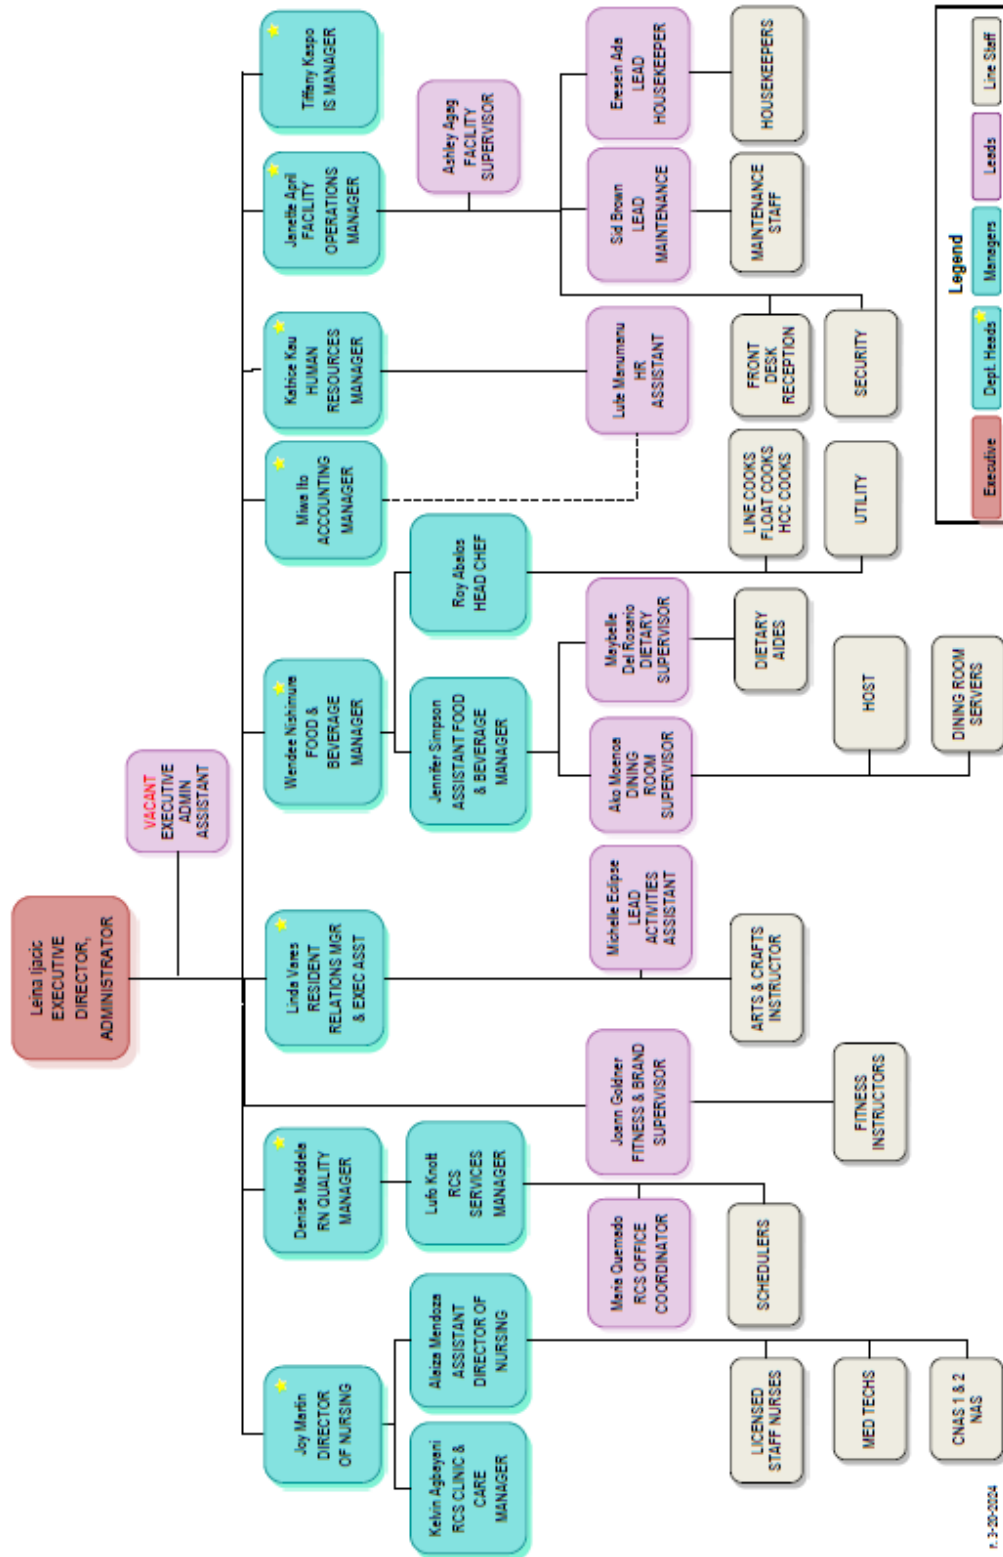 Leina Ijacic
EXECUTIVE
DIRECTOR,
ADMINISTRATOR
VACANT
EXECUTIVE
ADMIN
ASSISTANT
Joy Martin
DIRECTOR
OF NURSING
Denise Maddela
RN QUALITY
MANAGER
Linda Vares
RESIDENT
RELATIONS MGR
& EXEC ASST
Wendee Nishimura
FOOD &
BEVERAGE
MANAGER
Miwa Ito
ACCOUNTING
MANAGER
Katrice Kau
HUMAN
RESOURCES
MANAGER
Janette April
FACILITY
OPERATIONS
MANAGER
Tiffany Kaspo
IS MANAGER
Kelvin Agbayani
RCS CLINIC &
CARE
MANAGER
Alaiza Mendoza
ASSISTANT
DIRECTOR OF
NURSING
Lufo Knott
RCS
SERVICES
MANAGER
Jennifer Simpson
ASSISTANT FOOD
& BEVERAGE
MANAGER
Roy Abalos
HEAD CHEF
Ashley Agag
FACILITY
SUPERVISOR
Maria Quemado
RCS OFFICE
COORDINATOR
Joann Goldner
FITNESS & BRAND
SUPERVISOR
Michelle Eclipse
LEAD
ACTIVITIES
ASSISTANT
Ako Moenoa
DINING
ROOM
SUPERVISOR
Maybelle
Del Rosario
DIETARY
SUPERVISOR
Lute Manumanu
HR
ASSISTANT
Sid Brown
LEAD
MAINTENANCE
Enesein Ada
LEAD
HOUSEKEEPER
LICENSED
STAFF NURSES
SCHEDULERS
ARTS & CRAFTS
INSTRUCTOR
DIETARY
AIDES
LINE COOKS
FLOAT COOKS
HCC COOKS
FRONT
DESK
RECEPTION
MAINTENANCE
STAFF
HOUSEKEEPERS
MED TECHS
FITNESS
INSTRUCTORS
HOST
UTILITY
SECURITY
CNAS 1 & 2
NAS
DINING ROOM
SERVERS
Legend
Executive
Dept. Heads
Managers
Leads
Line Staff
r. 3-20-2024